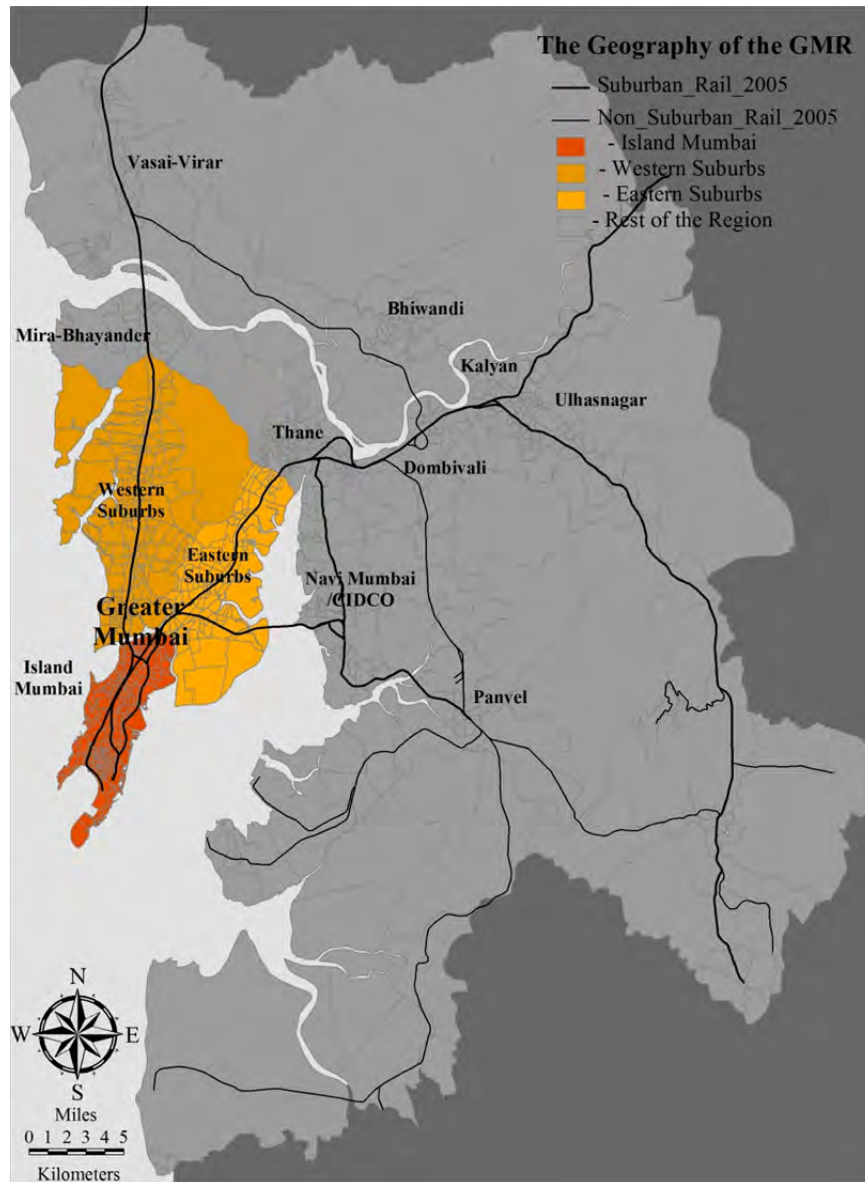 The Geography of the GMR
Suburban_Rail_2005
Non_Suburban_Rail_2005
- Island Mumbai
- Western Suburbs
- Eastern Suburbs
- Rest of the Region
Vasai-Virar
Bhiwandi
Mira-Bhayander
Kalyan
Ulhasnagar
Thane
Dombivali
Western
Suburbs
Eastern
Suburbs
Navi Mumbai
/CIDCO
Greater
Mumbai
Island
Mumbai
Panvel
N
W E
S
Miles
0 1 2 3 4 5
Kilometers